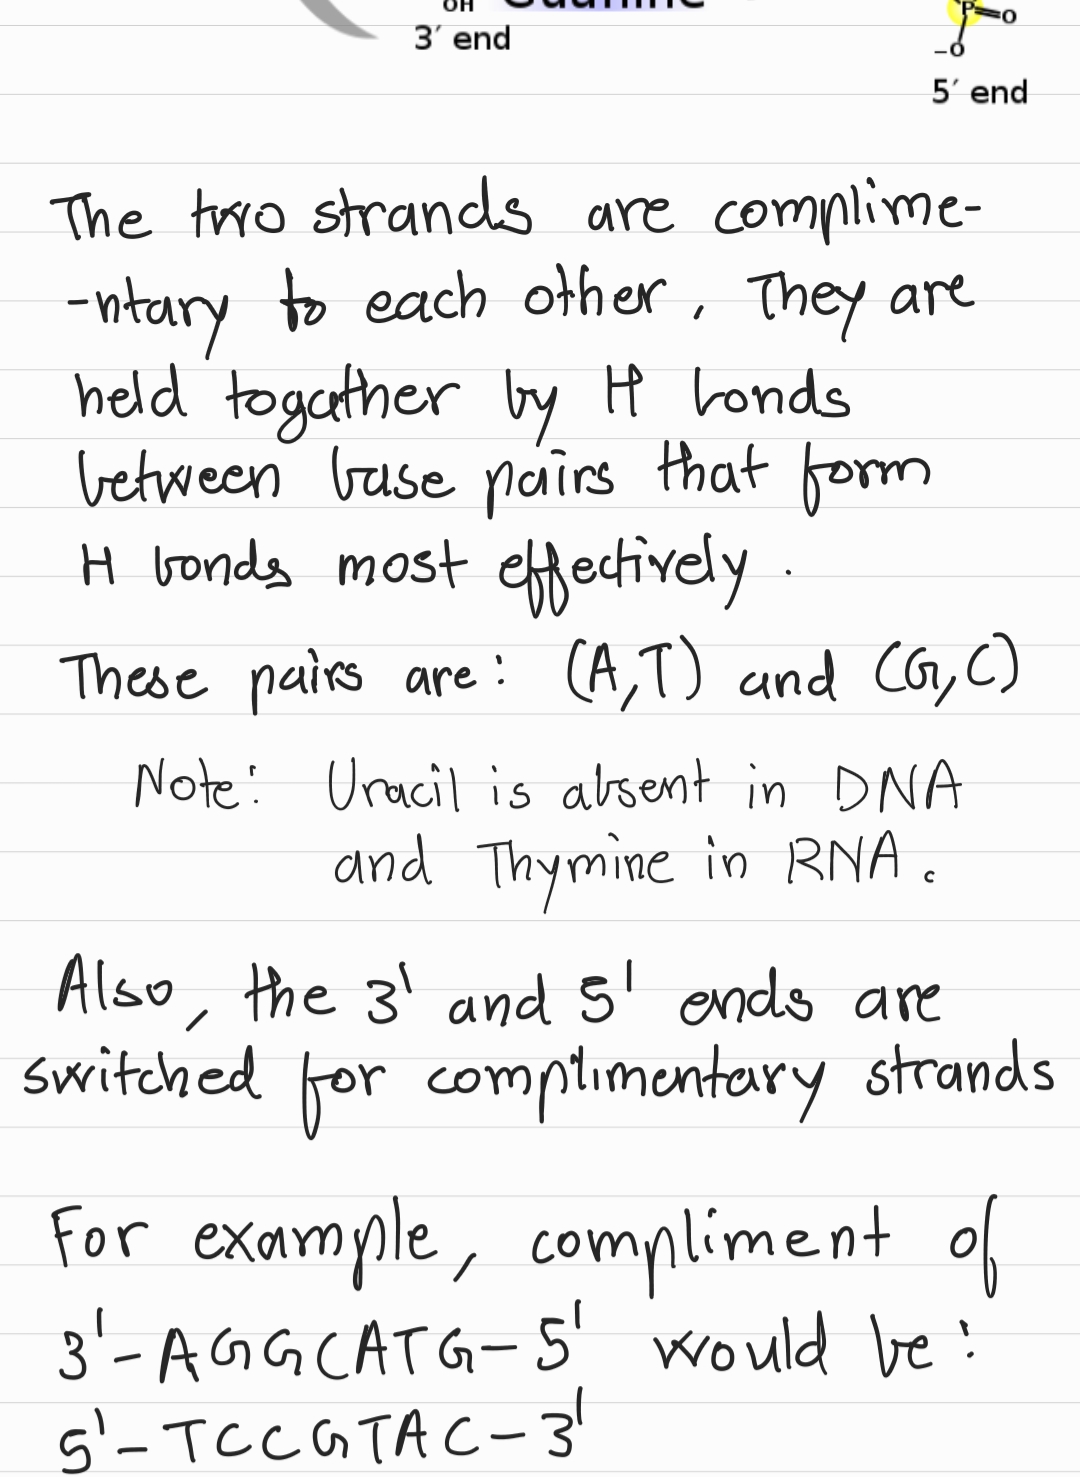 OH Guanine P O
3′ end
–O
5′ end
The two strands are complime-
-ntary to each other, They are
held togather by H bonds
between base pairs that form
H bonds most effectively.
These pairs are: (A,T) and (G,C)
Note: Uracil is absent in DNA
and Thymine in RNA.
Also, the 3' and 5' ends are
switched for complimentary strands
For example, compliment of
3'-AGGCATG-5' would be:
5'-TCCGTAC-3'